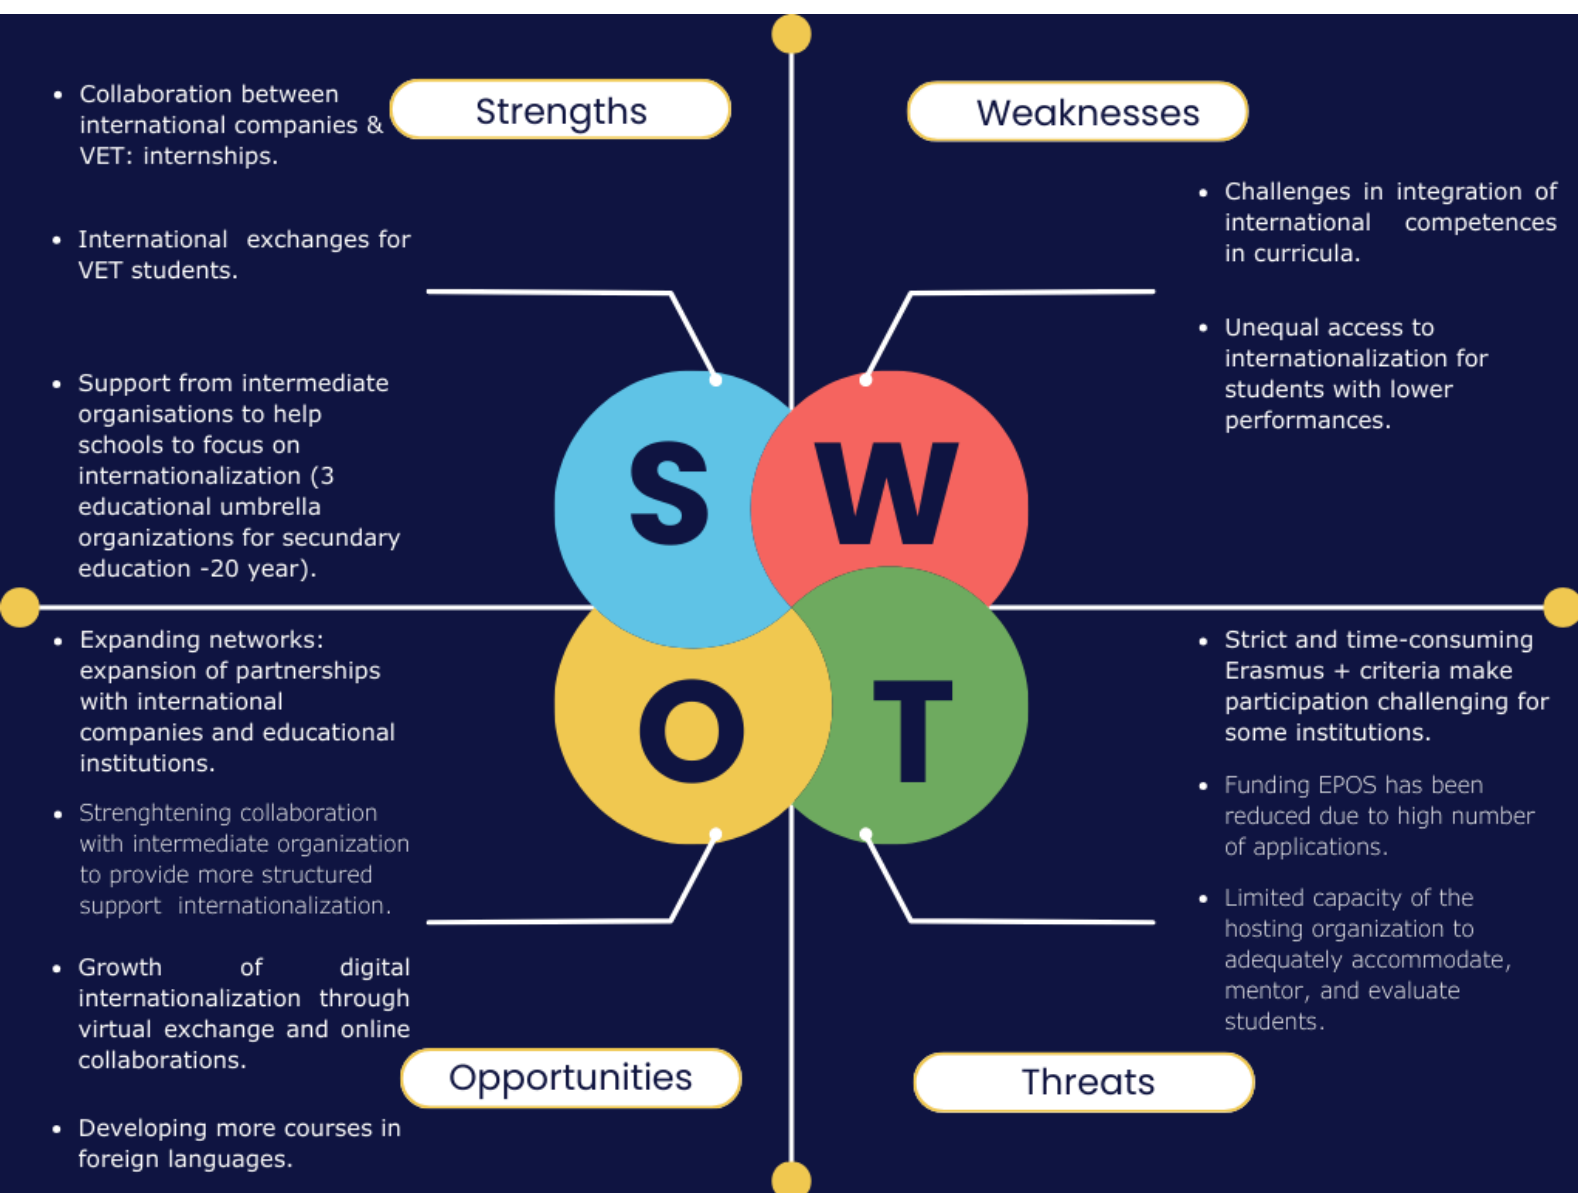 Strengths
• Collaboration between
international companies &
VET: internships.
• International exchanges for
VET students.
• Support from intermediate
organisations to help
schools to focus on
internationalization (3
educational umbrella
organizations for secundary
education -20 year).
Weaknesses
• Challenges in integration of
international competences
in curricula.
• Unequal access to
internationalization for
students with lower
performances.
S
W
O
T
• Expanding networks:
expansion of partnerships
with international
companies and educational
institutions.
• Strenghtening collaboration
with intermediate organization
to provide more structured
support internationalization.
• Growth of digital
internationalization through
virtual exchange and online
collaborations.
• Developing more courses in
foreign languages.
Opportunities
• Strict and time-consuming
Erasmus + criteria make
participation challenging for
some institutions.
• Funding EPOS has been
reduced due to high number
of applications.
• Limited capacity of the
hosting organization to
adequately accommodate,
mentor, and evaluate
students.
Threats